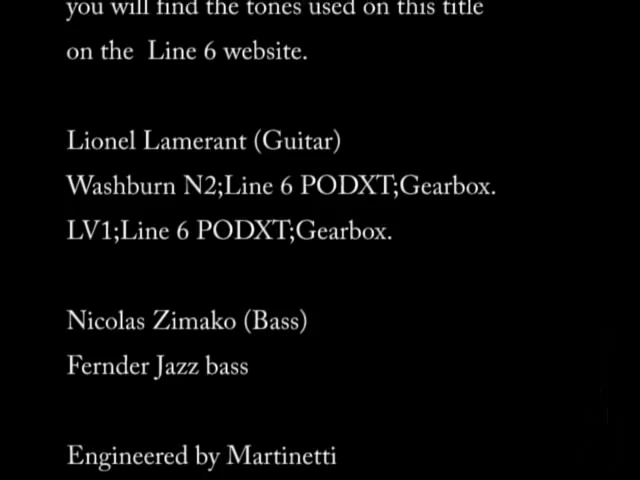 you will find the tones used on this title
on the  Line 6 website.
Lionel Lamerant (Guitar)
Washburn N2;Line 6 PODXT;Gearbox.
LV1;Line 6 PODXT;Gearbox.
Nicolas Zimako (Bass)
Fernder Jazz bass
Engineered by Martinetti